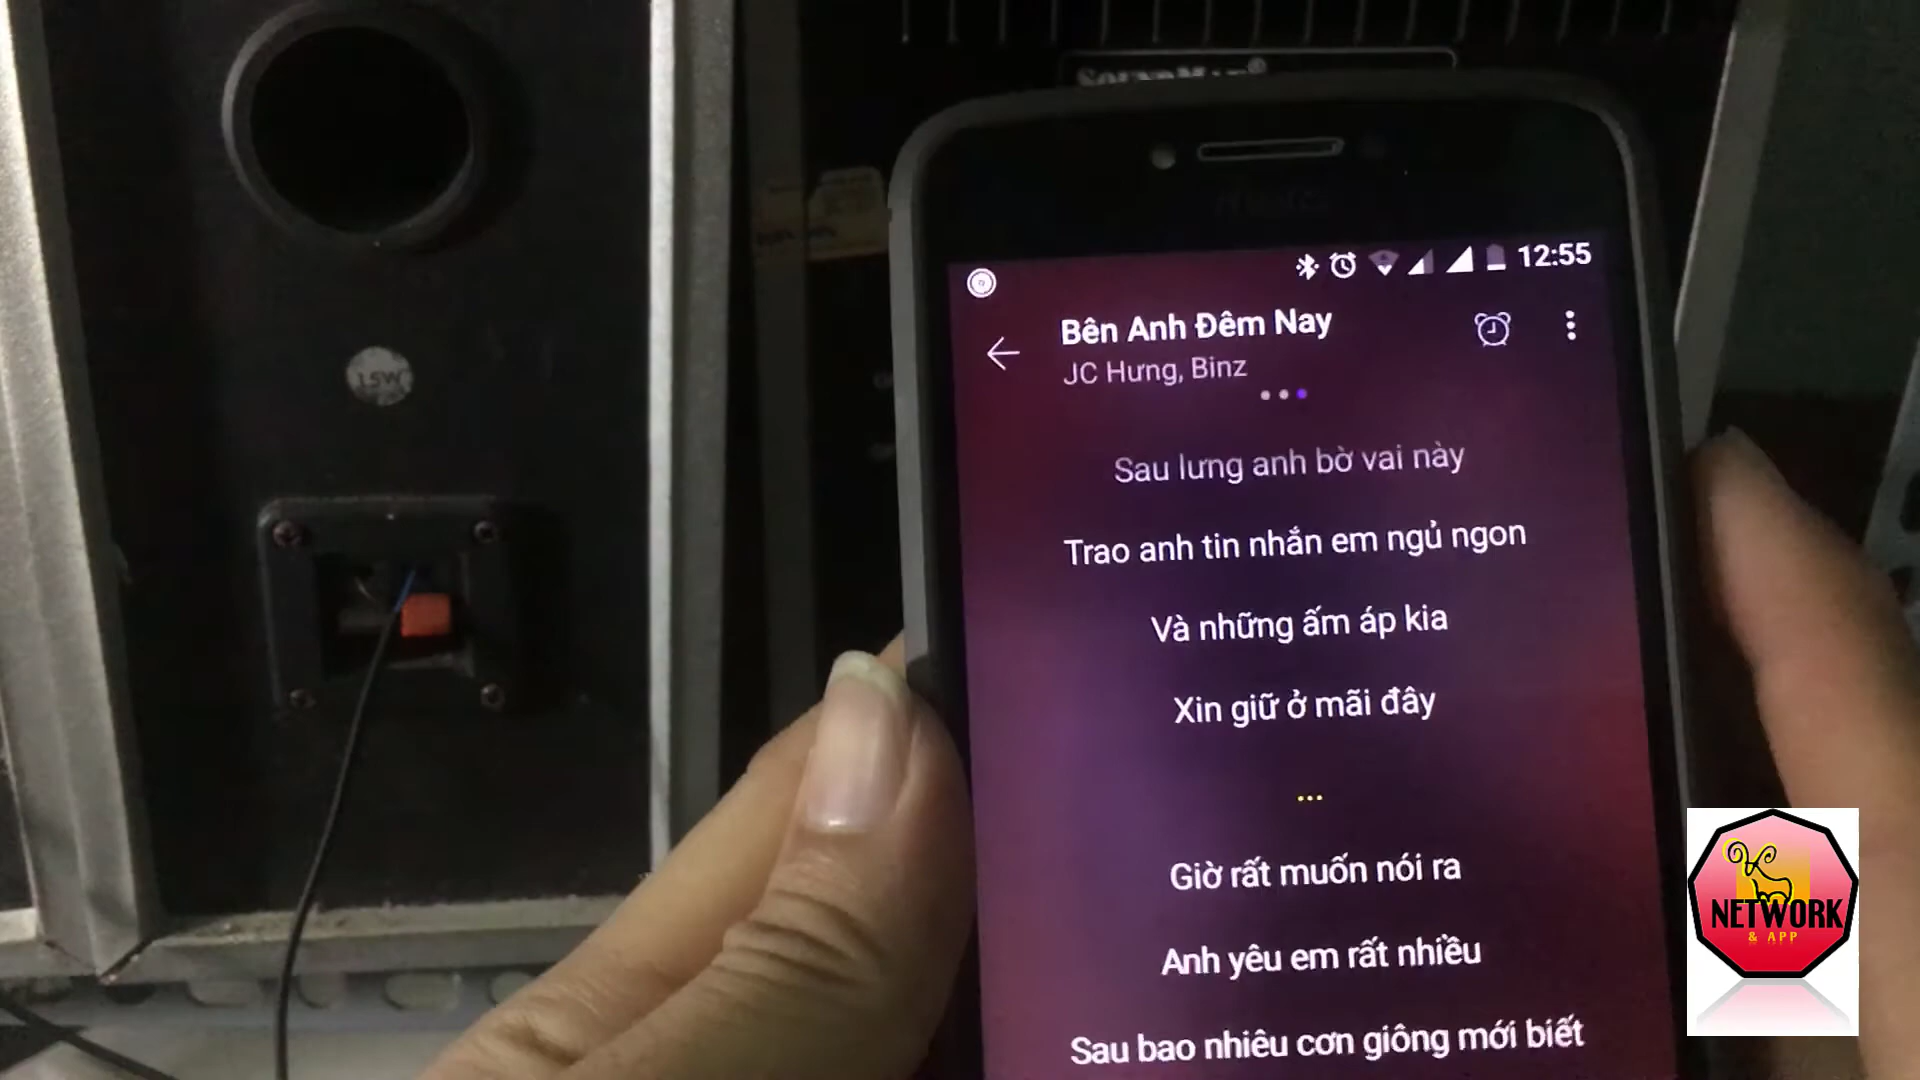 SOUNDMAX®
12:55
Bên Anh Đêm Nay
JC Hưng, Binz
Sau lưng anh bờ vai này
Trao anh tin nhắn em ngủ ngon
Và những ấm áp kia
Xin giữ ở mãi đây
...
Giờ rất muốn nói ra
Anh yêu em rất nhiều
Sau bao nhiêu cơn giông mới biết
15W
NETWORK
& APP